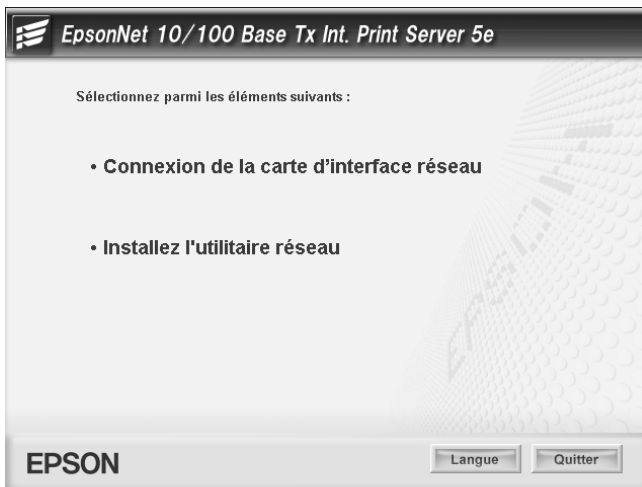 EpsonNet 10/100 Base Tx Int. Print Server 5e
Sélectionnez parmi les éléments suivants :
• Connexion de la carte d'interface réseau
• Installez l'utilitaire réseau
EPSON
EPSON
Langue
Quitter